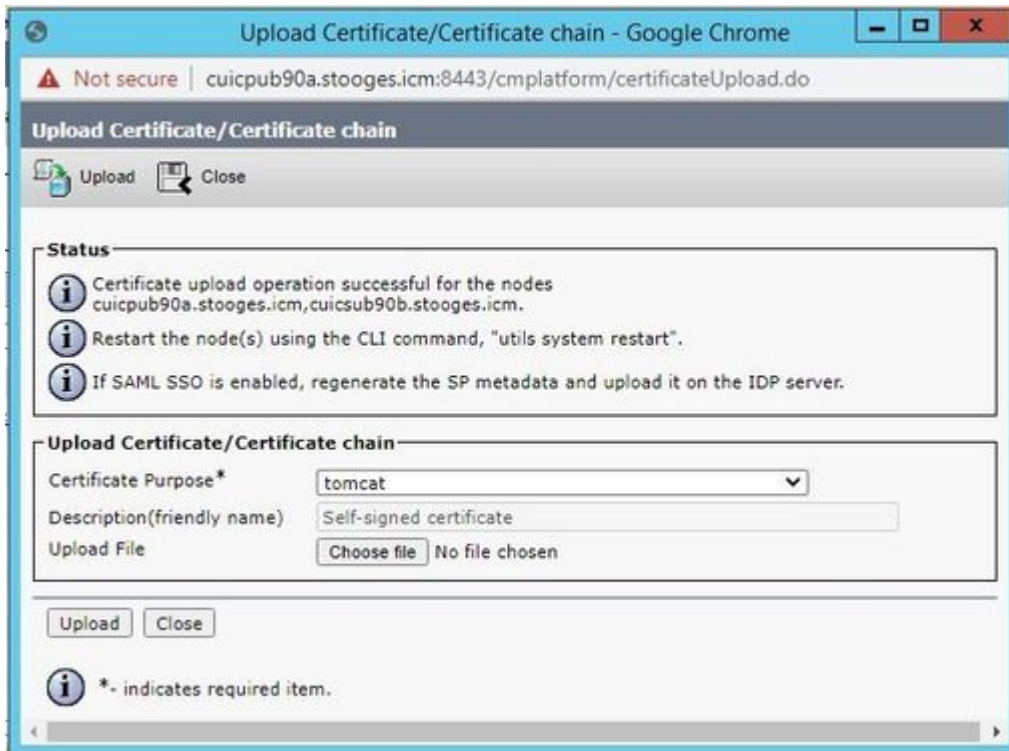 Upload Certificate/Certificate chain - Google Chrome
Not secure | cuicpub90a.stooges.icm:8443/cmplatform/certificateUpload.do
Upload Certificate/Certificate chain
Upload Close
Status
Certificate upload operation successful for the nodes
cuicpub90a.stooges.icm,cuicsub90b.stooges.icm.
Restart the node(s) using the CLI command, "utils system restart".
If SAML SSO is enabled, regenerate the SP metadata and upload it on the IDP server.
Upload Certificate/Certificate chain
Certificate Purpose* tomcat
Description(friendly name) Self-signed certificate
Upload File Choose file No file chosen
Upload Close
*- indicates required item.